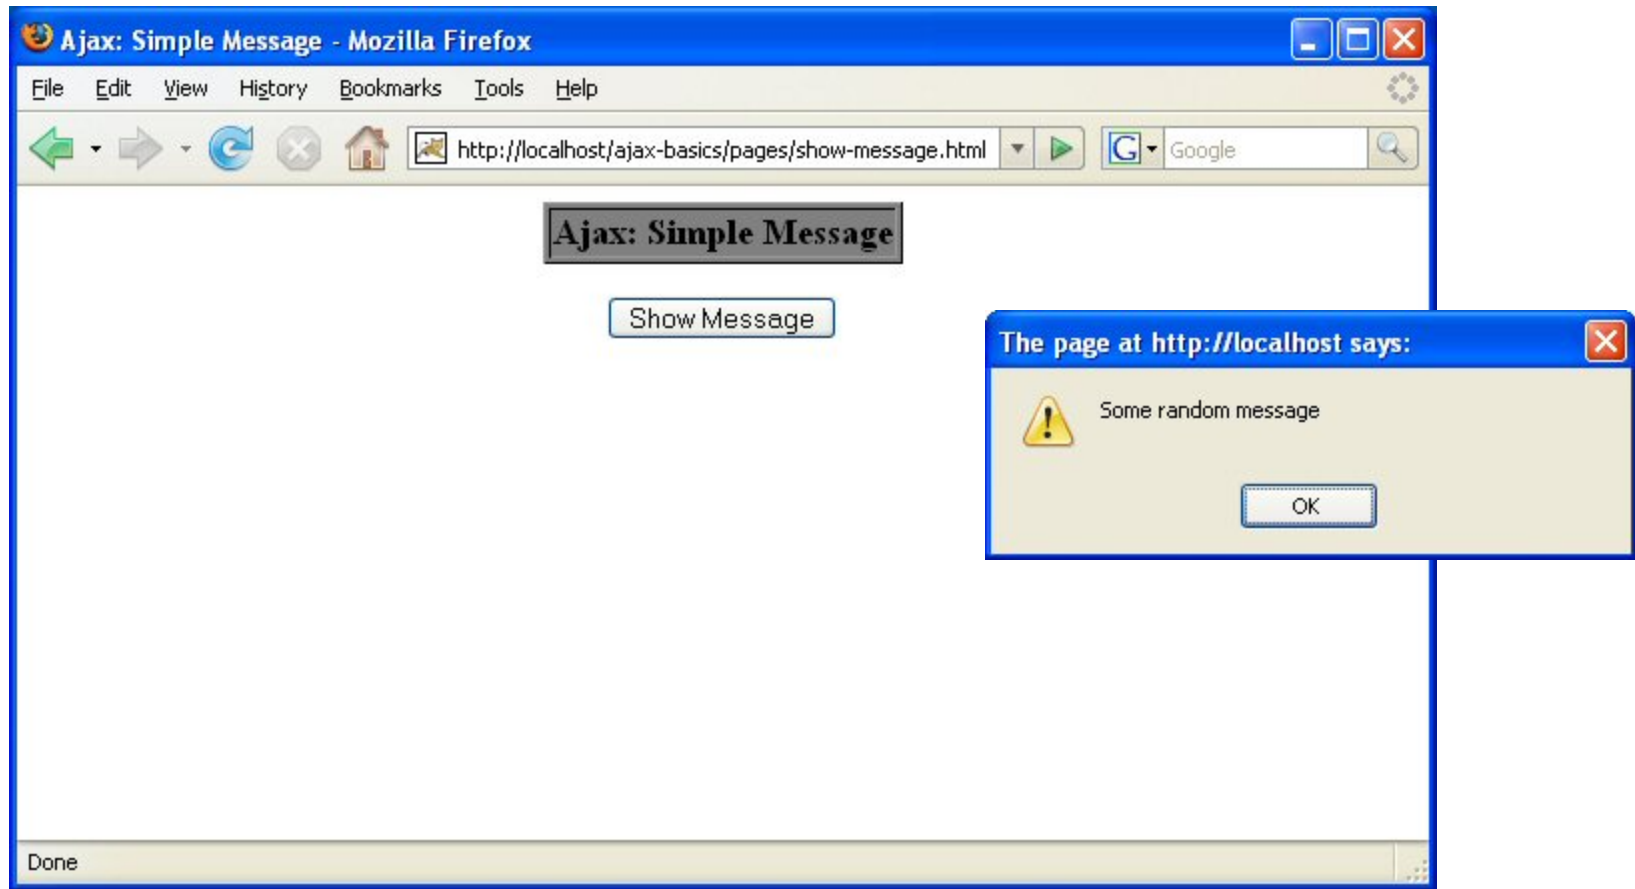 Ajax: Simple Message - Mozilla Firefox
File Edit View History Bookmarks Tools Help
http://localhost/ajax-basics/pages/show-message.html G Google
Ajax: Simple Message
Show Message
The page at http://localhost says:
Some random message
OK
Done